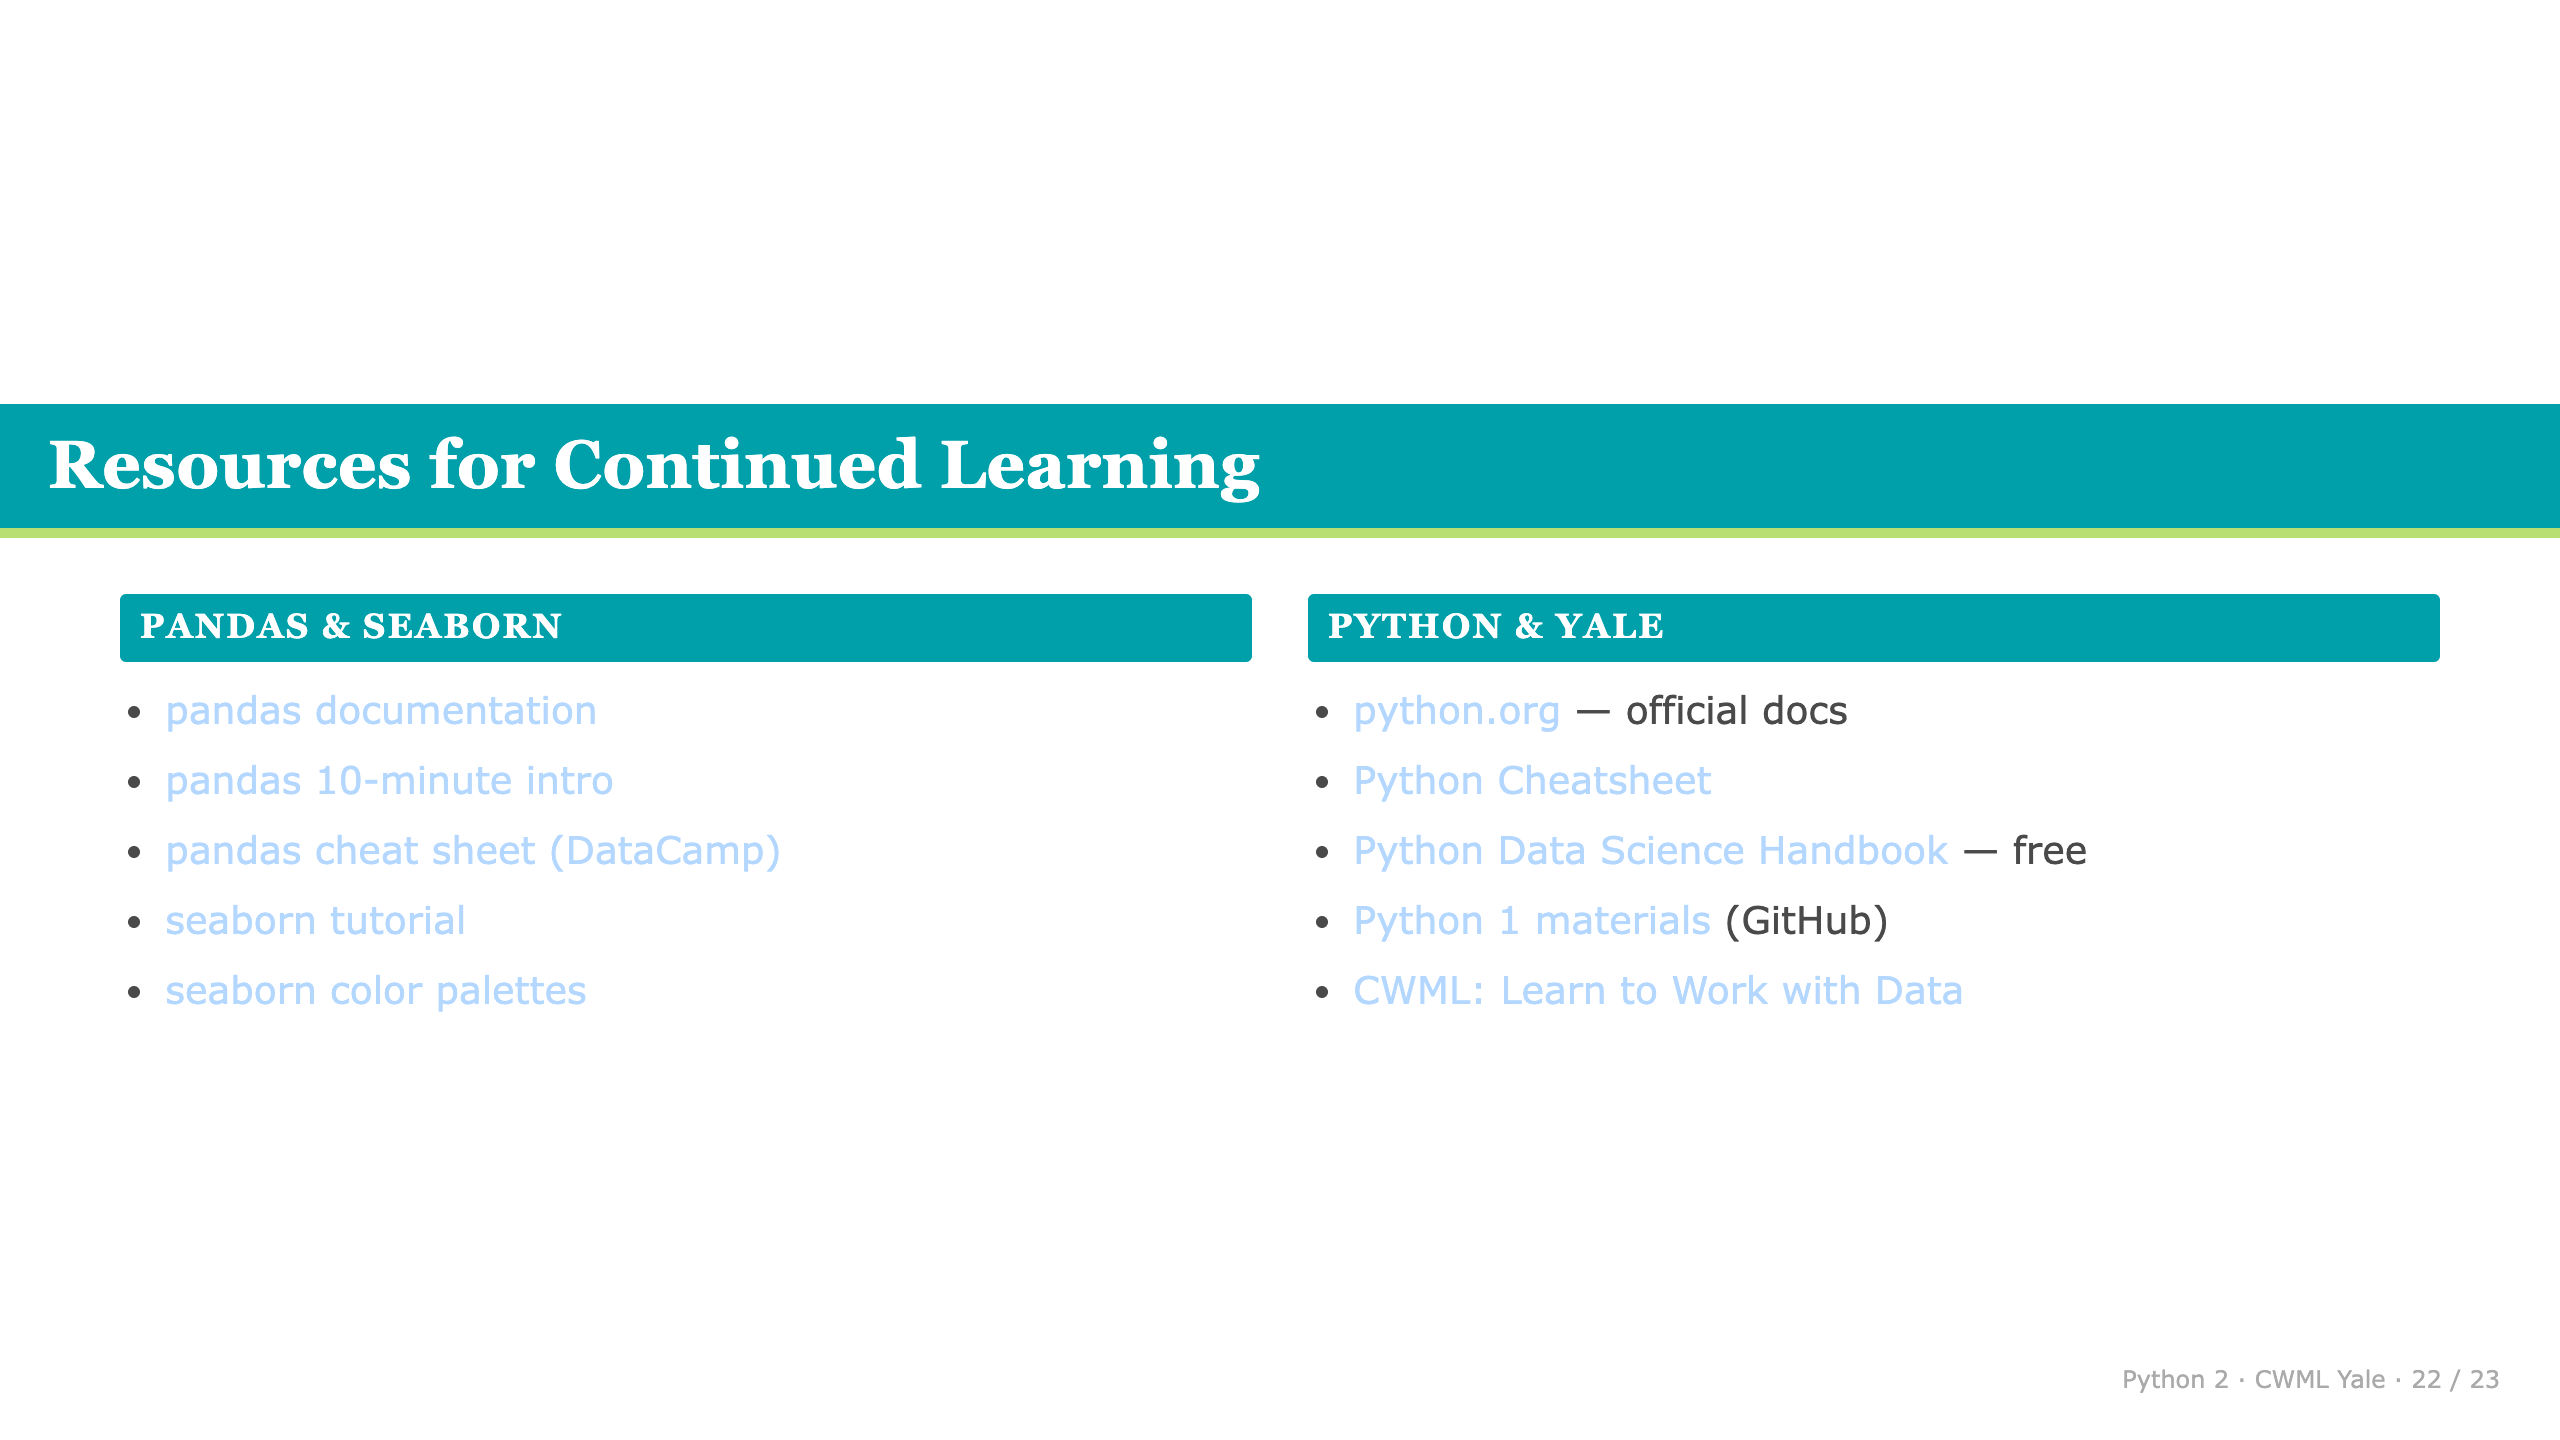 Resources for Continued Learning
PANDAS & SEABORN
• pandas documentation
• pandas 10-minute intro
• pandas cheat sheet (DataCamp)
• seaborn tutorial
• seaborn color palettes
PYTHON & YALE
• python.org — official docs
• Python Cheatsheet
• Python Data Science Handbook — free
• Python 1 materials (GitHub)
• CWML: Learn to Work with Data
Python 2 · CWML Yale · 22 / 23